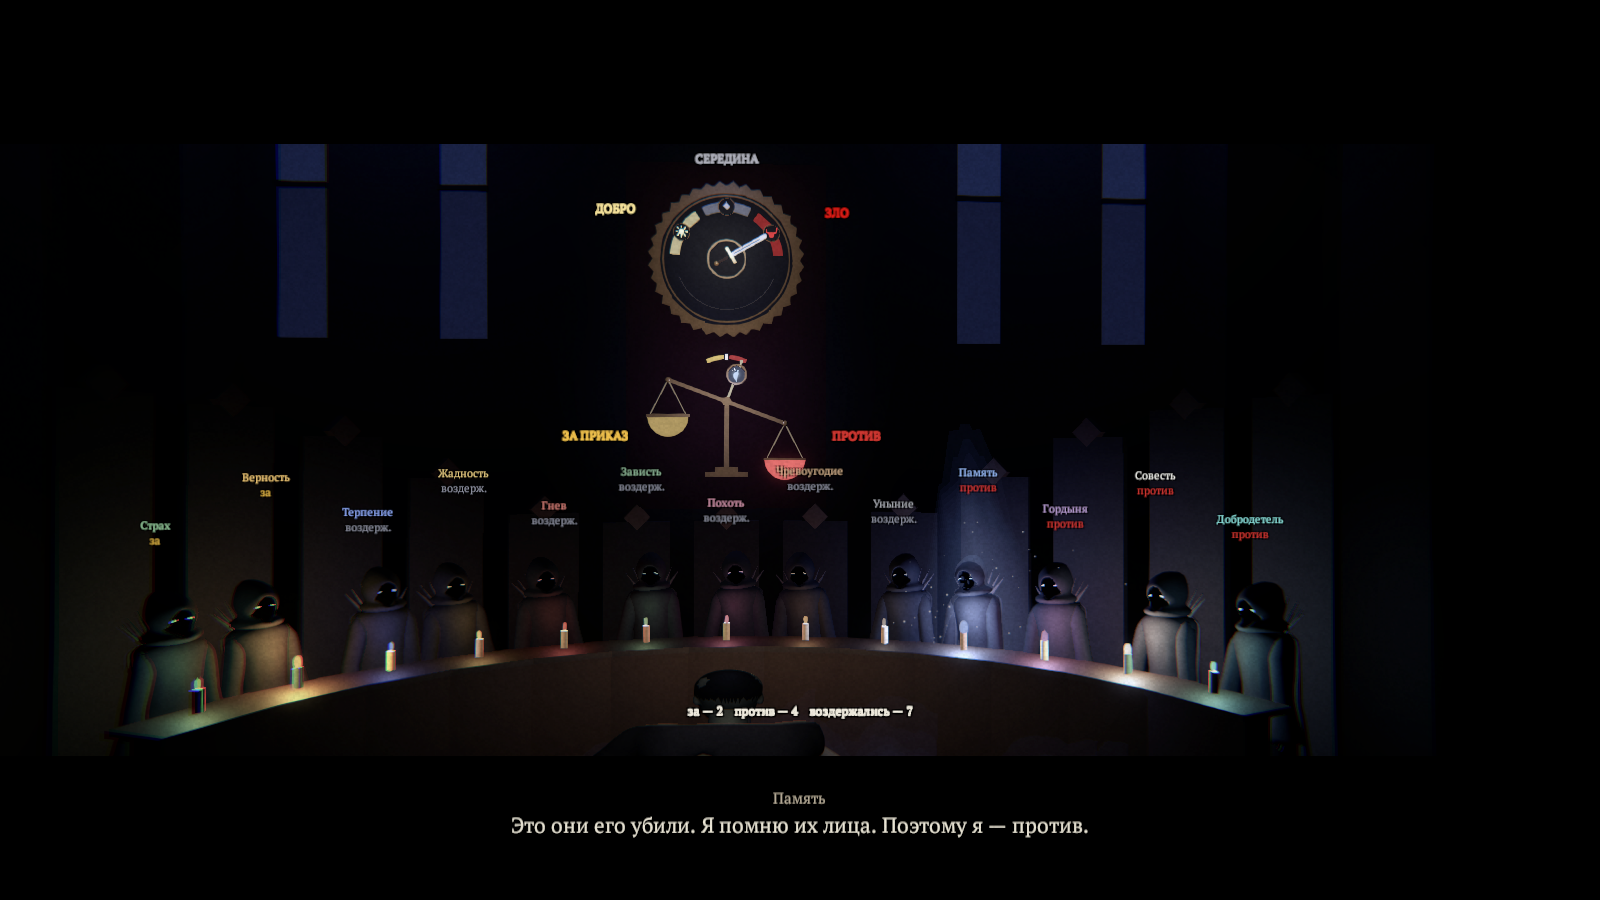 СЕРЕДИНА
ДОБРО
ЗЛО
ЗА ПРИКАЗ
ПРОТИВ
Страх
за
Верность
за
Терпение
воздерж.
Жадность
воздерж.
Гнев
воздерж.
Зависть
воздерж.
Похоть
воздерж.
Чревоугодие
воздерж.
Уныние
воздерж.
Память
против
Гордыня
против
Совесть
против
Добродетель
против
за — 2 против — 4 воздержались — 7
Память
Это они его убили. Я помню их лица. Поэтому я — против.